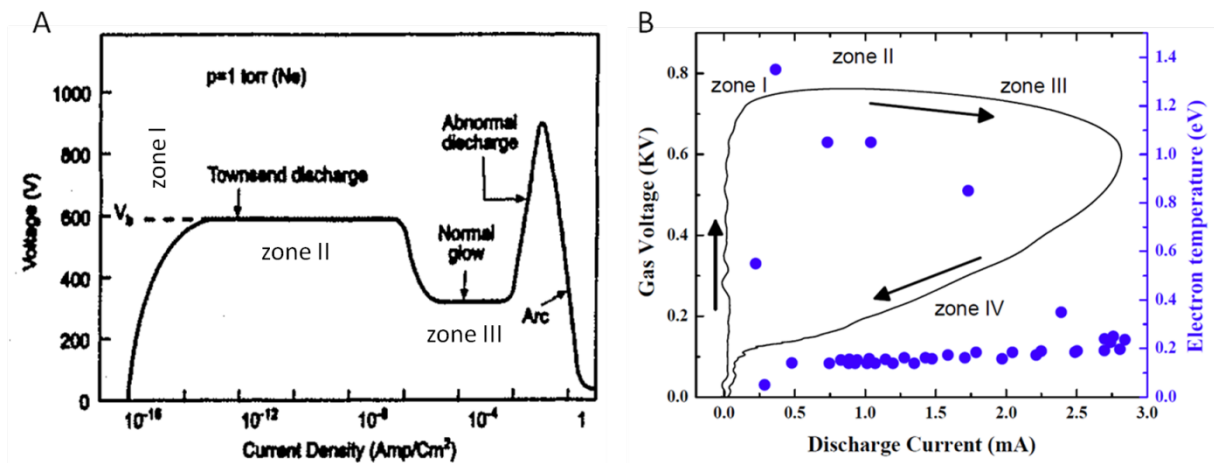 A
p=1 torr (Ne)
1000
800
600
400
200
0
Voltage (V)
zone I
V_b
Townsend discharge
zone II
Abnormal
discharge
Normal
glow
zone III
Arc
10^-16
10^-12
10^-8
10^-4
1
Current Density (Amp/Cm²)
B
0.8
0.6
0.4
0.2
0.0
Gas Voltage (KV)
zone I
zone II
zone III
zone IV
1.4
1.2
1.0
0.8
0.6
0.4
0.2
0.0
Electron temperature (eV)
0.0 0.5 1.0 1.5 2.0 2.5 3.0
Discharge Current (mA)